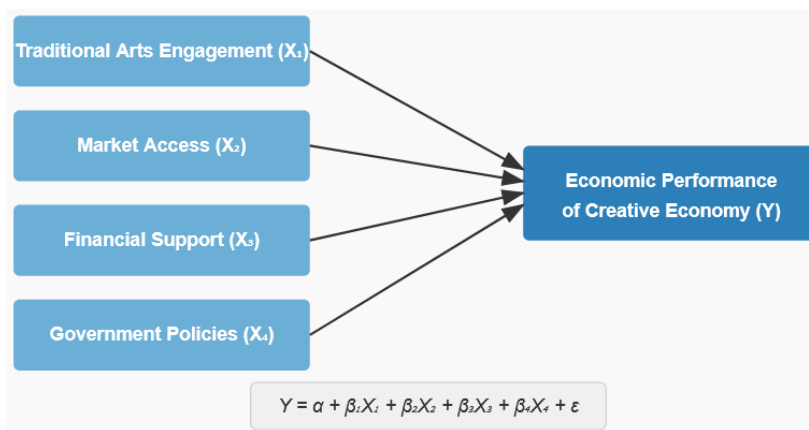 Traditional Arts Engagement (X₁)
Market Access (X₂)
Financial Support (X₃)
Government Policies (X₄)
Economic Performance
of Creative Economy (Y)
Y = α + β₁X₁ + β₂X₂ + β₃X₃ + β₄X₄ + ε